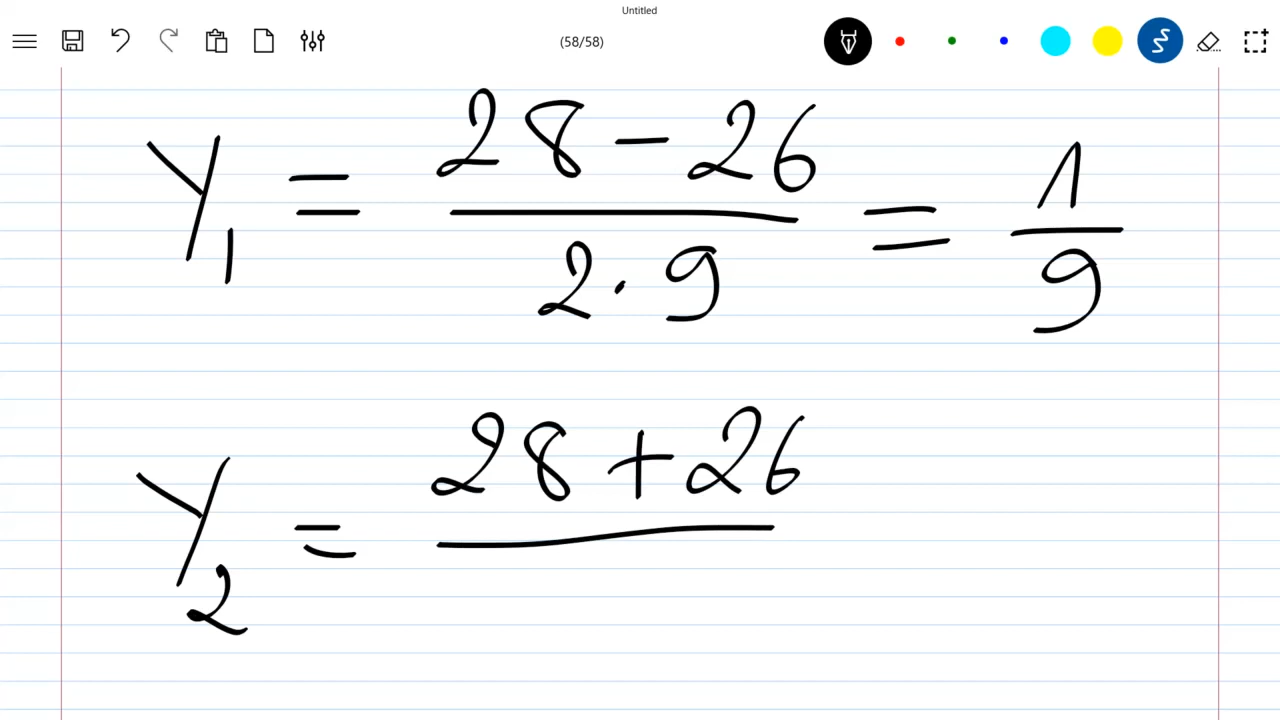 Untitled
(58/58)
Y₁ = (28 - 26) / (2 · 9) = 1/9
Y₂ = (28 + 26) /